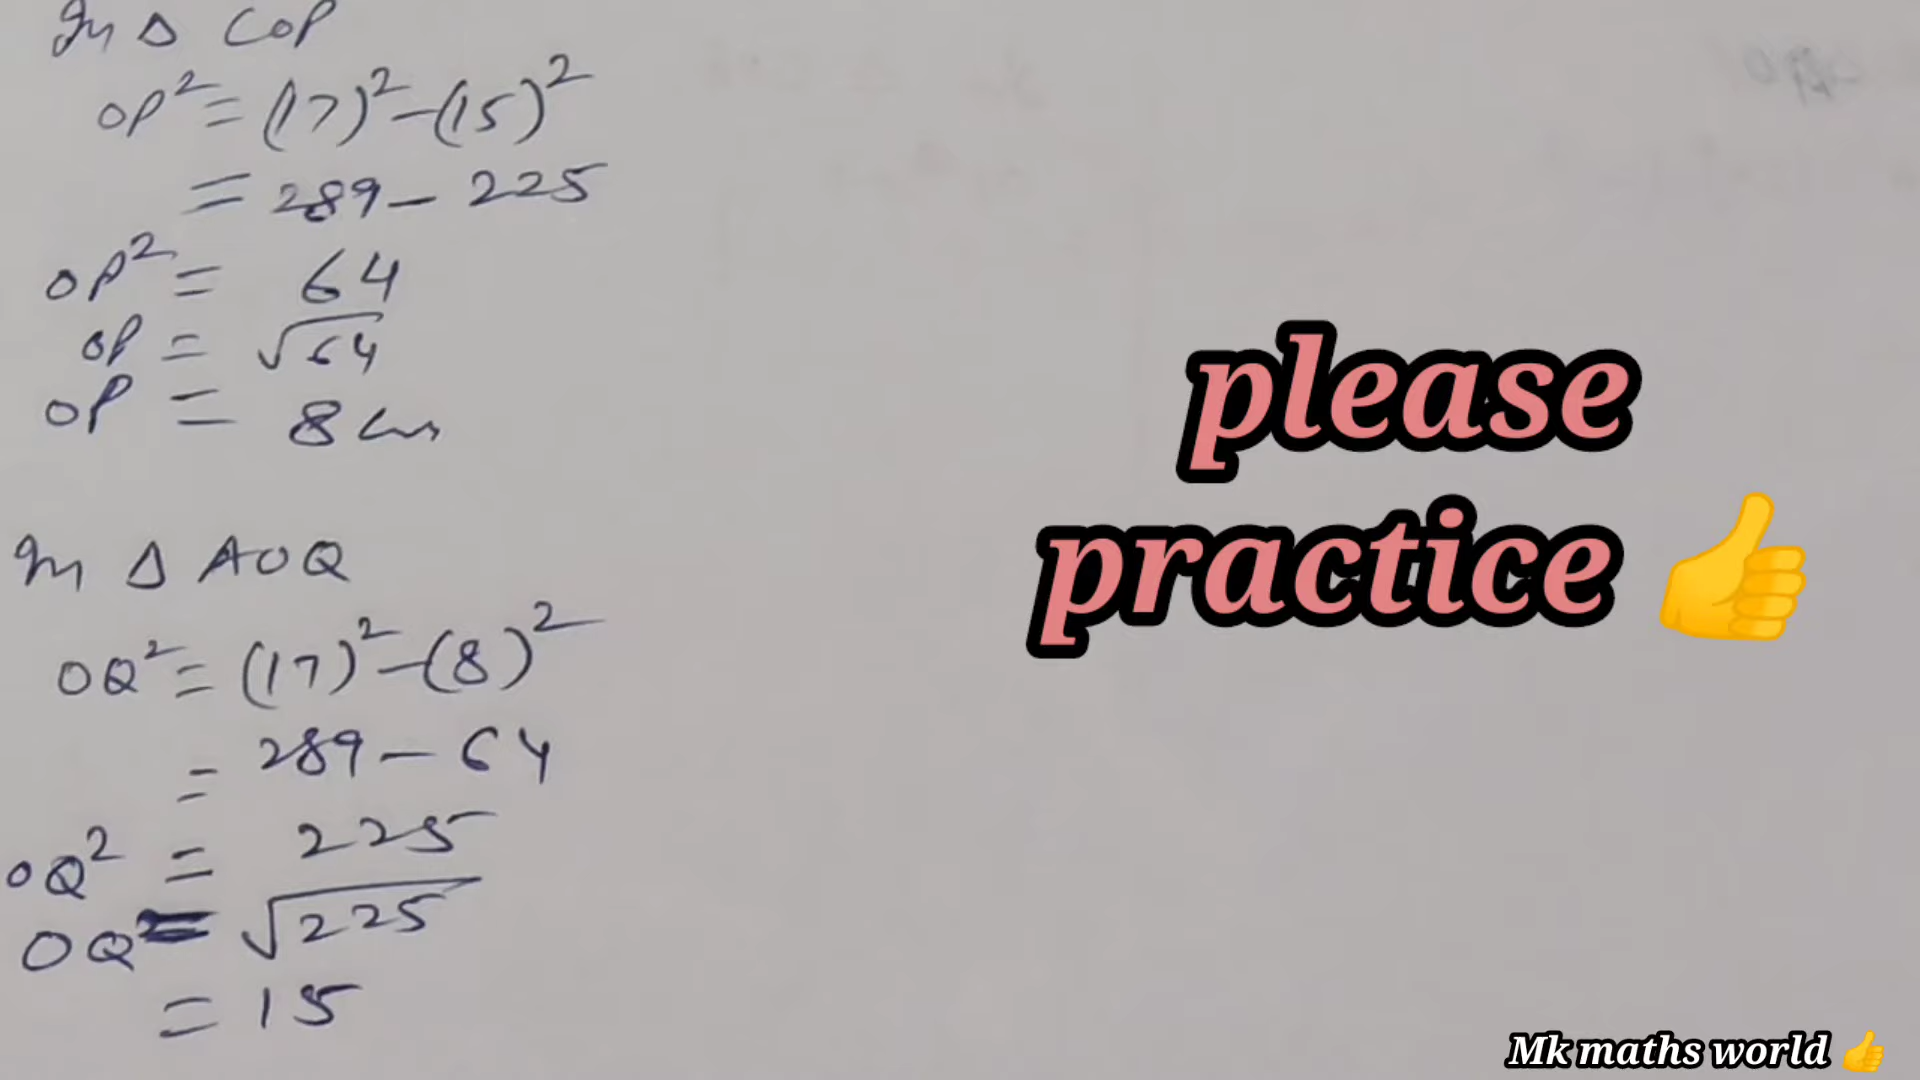 In Δ COP
OP² = (17)² - (15)²
= 289 - 225
OP² = 64
OP = √64
OP = 8 cm
In Δ AOQ
OQ² = (17)² - (8)²
= 289 - 64
OQ² = 225
OQ = √225
= 15
please
practice 👍
Mk maths world 👍